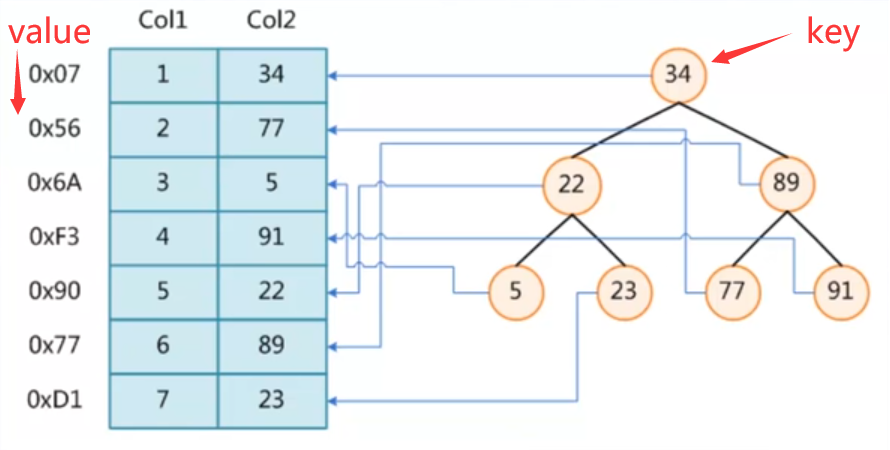 Col1 Col2
value key
0x07 1 34 34
0x56 2 77
0x6A 3 5 22 89
0xF3 4 91
0x90 5 22 5 23 77 91
0x77 6 89
0xD1 7 23